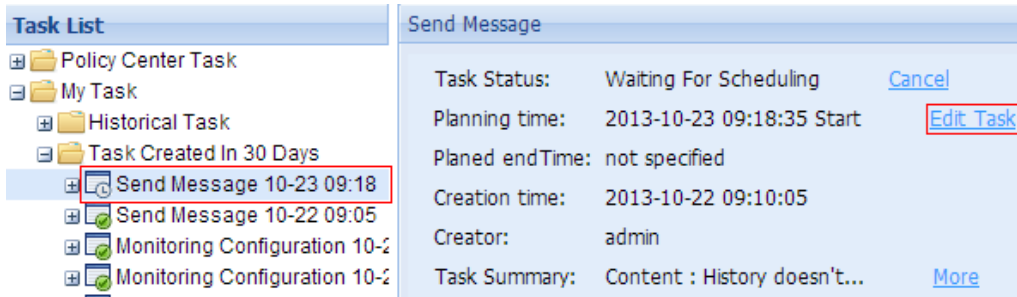 Task List
Policy Center Task
My Task
Historical Task
Task Created In 30 Days
Send Message 10-23 09:18
Send Message 10-22 09:05
Monitoring Configuration 10-2
Monitoring Configuration 10-2
Send Message
Task Status: Waiting For Scheduling Cancel
Planning time: 2013-10-23 09:18:35 Start Edit Task
Planed endTime: not specified
Creation time: 2013-10-22 09:10:05
Creator: admin
Task Summary: Content : History doesn't... More